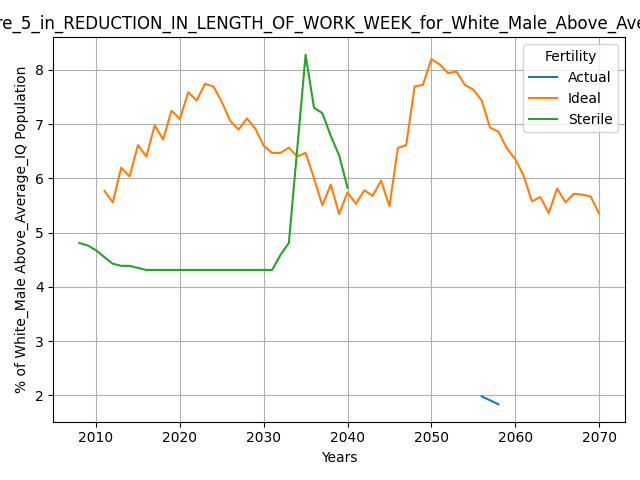 re_5_in_REDUCTION_IN_LENGTH_OF_WORK_WEEK_for_White_Male_Above_Ave
% of White_Male Above_Average_IQ Population
8
7
6
5
4
3
2
Fertility
Actual
Ideal
Sterile
2010 2020 2030 2040 2050 2060 2070
Years